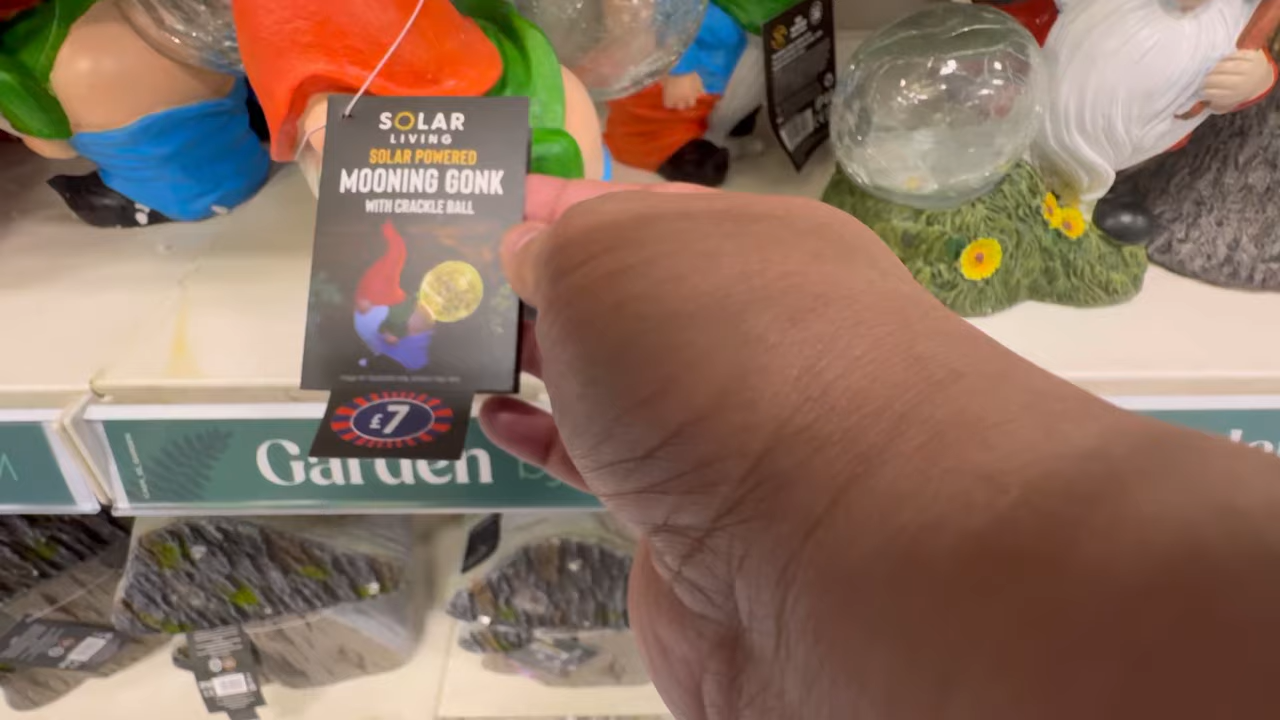 SOLAR
LIVING
SOLAR POWERED
MOONING GONK
WITH CRACKLE BALL
£7
Garden